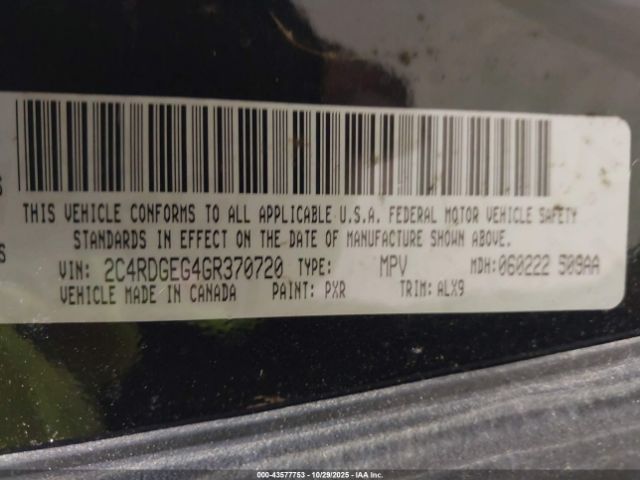 S
THIS VEHICLE CONFORMS TO ALL APPLICABLE U.S.A. FEDERAL MOTOR VEHICLE SAFETY
STANDARDS IN EFFECT ON THE DATE OF MANUFACTURE SHOWN ABOVE.
S
VIN: 2C4RDGEG4GR370720 TYPE: MPV MDH: 060222 509AA
VEHICLE MADE IN CANADA PAINT: PXR TRIM: ALX9
000-43577753 - 10/29/2025 - IAA Inc.